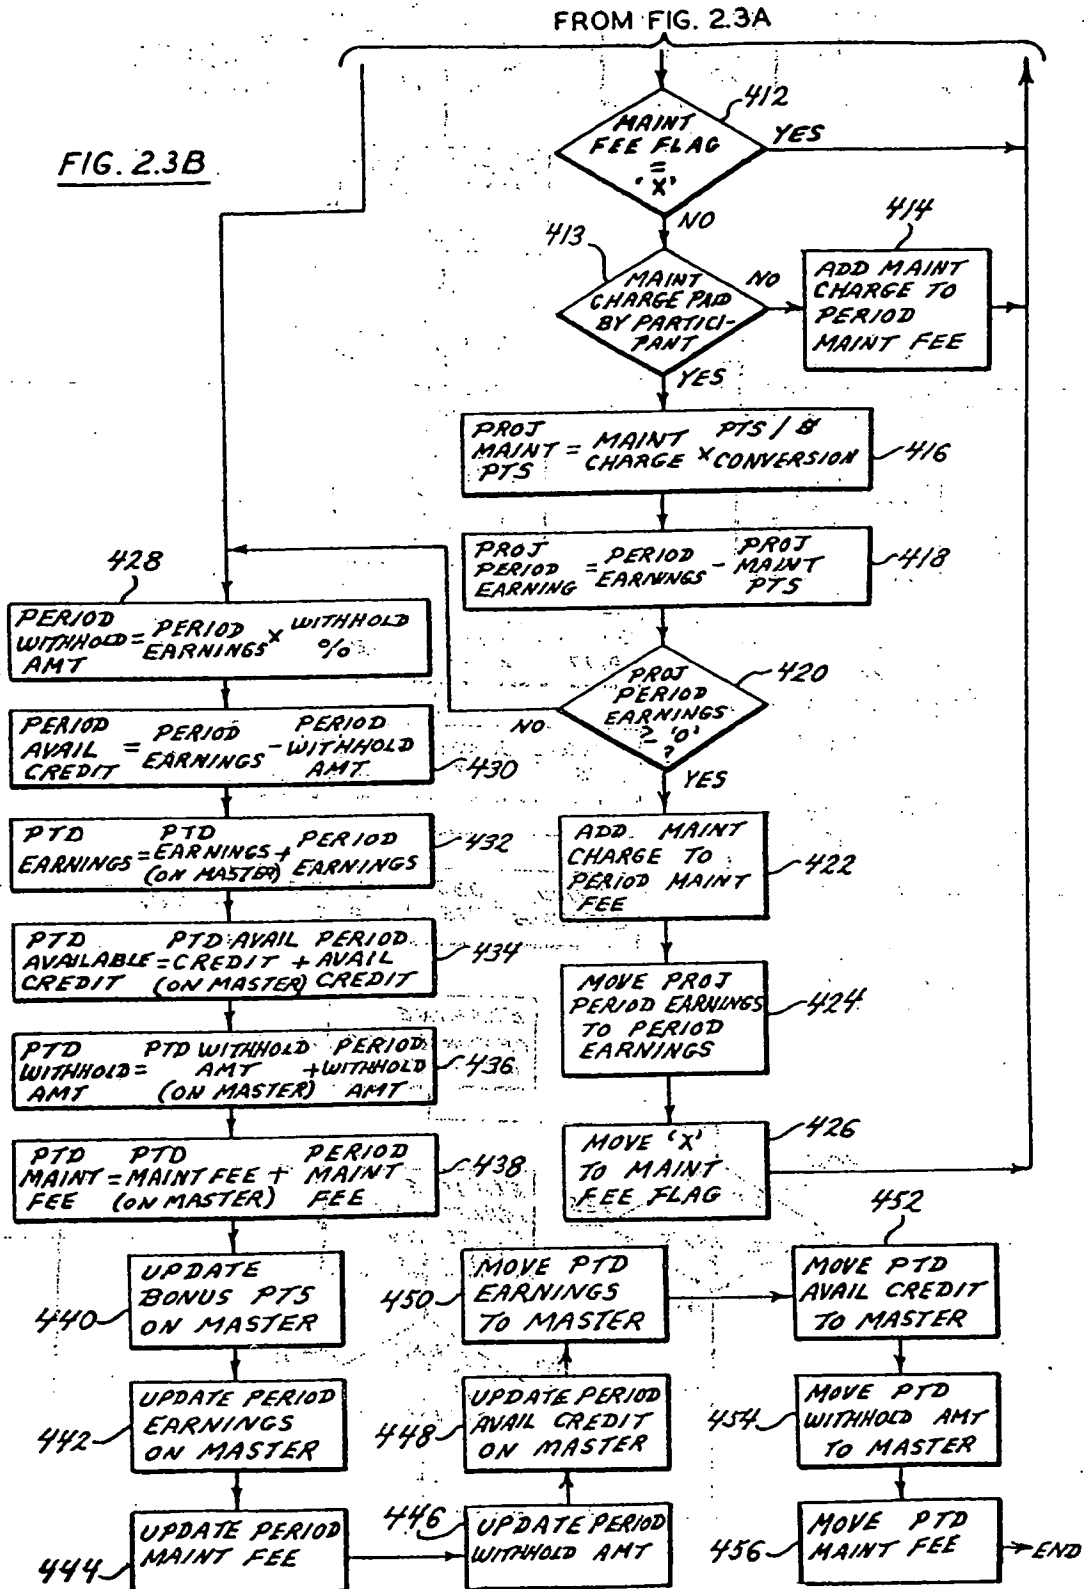 FROM FIG. 2.3A
FIG. 2.3B
412
MAINT
FEE FLAG
=
'X'
YES
NO
413
MAINT
CHARGE PAID
BY PARTICI-
PANT
NO
YES
414
ADD MAINT
CHARGE TO
PERIOD
MAINT FEE
PROJ
MAINT
PTS
=
MAINT
CHARGE
×
PTS / $
CONVERSION
416
PROJ
PERIOD
EARNING
=
PERIOD
EARNINGS
-
PROJ
MAINT
PTS
418
PROJ
PERIOD
EARNINGS
'0'
?
420
NO
YES
ADD MAINT
CHARGE TO
PERIOD MAINT
FEE
422
MOVE PROJ
PERIOD EARNINGS
TO PERIOD
EARNINGS
424
MOVE 'X'
TO MAINT
FEE FLAG
426
428
PERIOD
WITHHOLD
AMT
=
PERIOD
EARNINGS
×
WITHHOLD
%
PERIOD
AVAIL
CREDIT
=
PERIOD
EARNINGS
-
PERIOD
WITHHOLD
AMT
430
PTD
EARNINGS
=
PTD
EARNINGS
(ON MASTER)
+
PERIOD
EARNINGS
432
PTD
AVAILABLE
CREDIT
=
PTD AVAIL
CREDIT
(ON MASTER)
+
PERIOD
AVAIL
CREDIT
434
PTD
WITHHOLD
AMT
=
PTD WITHHOLD
AMT
(ON MASTER)
+
PERIOD
WITHHOLD
AMT
436
PTD
MAINT
FEE
=
PTD
MAINT FEE
(ON MASTER)
+
PERIOD
MAINT
FEE
438
UPDATE
BONUS PTS
ON MASTER
440
UPDATE PERIOD
EARNINGS
ON MASTER
442
UPDATE PERIOD
MAINT FEE
444
446
UPDATE PERIOD
WITHHOLD AMT
448
UPDATE PERIOD
AVAIL CREDIT
ON MASTER
450
MOVE PTD
EARNINGS
TO MASTER
452
MOVE PTD
AVAIL CREDIT
TO MASTER
454
MOVE PTD
WITHHOLD AMT
TO MASTER
456
MOVE PTD
MAINT FEE
END